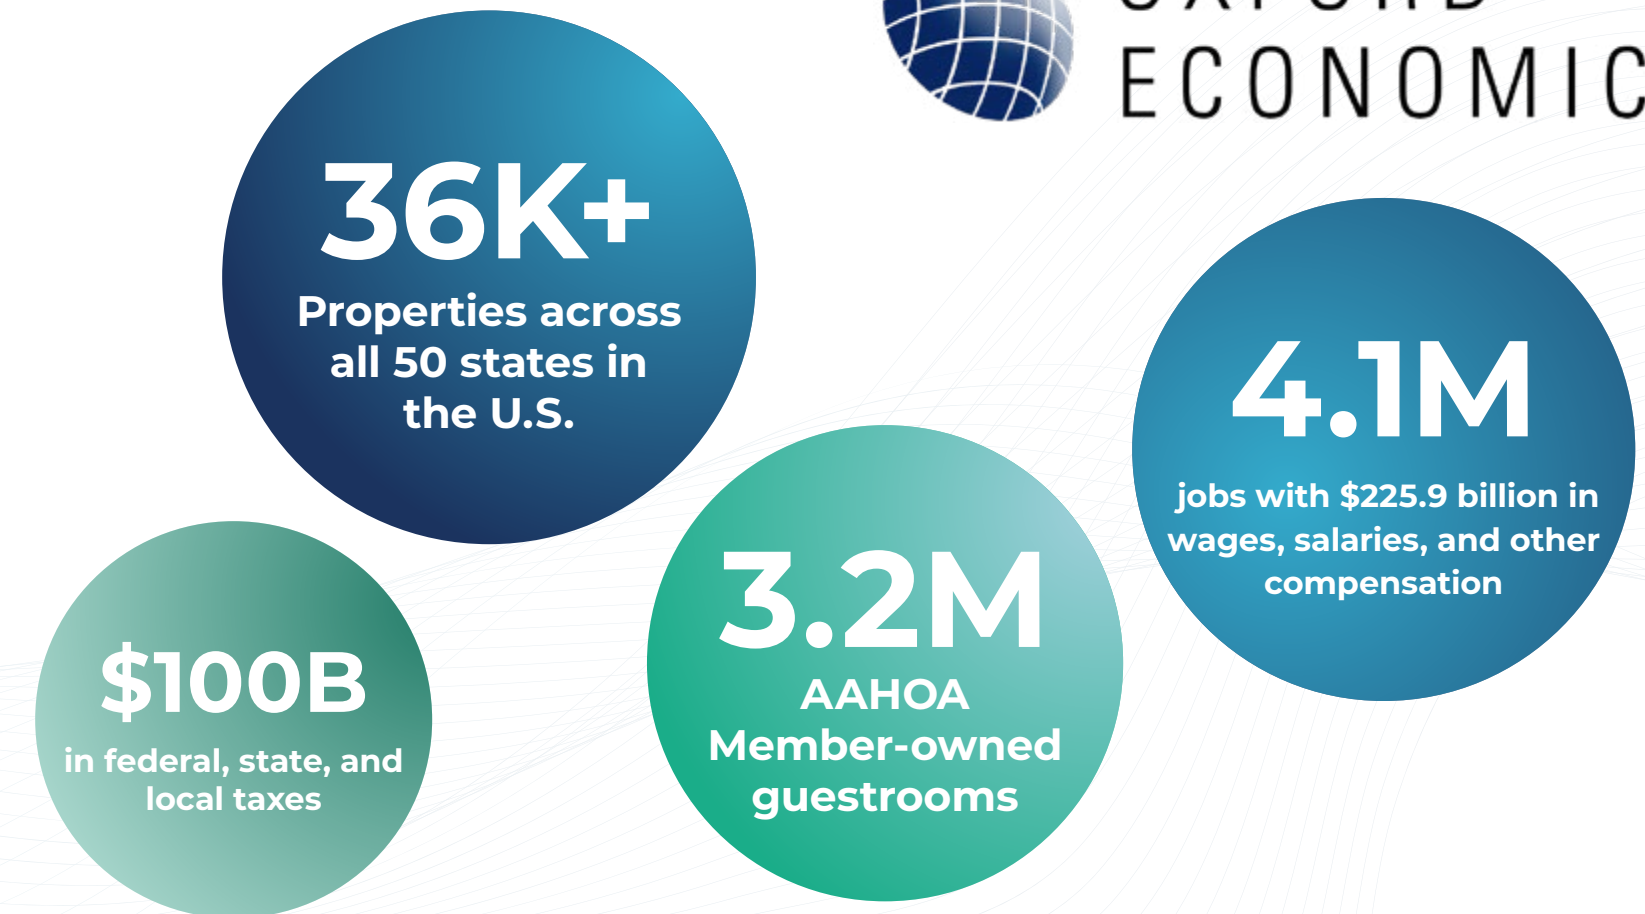 OXFORD
ECONOMIC
36K+
Properties across
all 50 states in
the U.S.
4.1M
jobs with $225.9 billion in
wages, salaries, and other
compensation
3.2M
AAHOA
Member-owned
guestrooms
$100B
in federal, state, and
local taxes